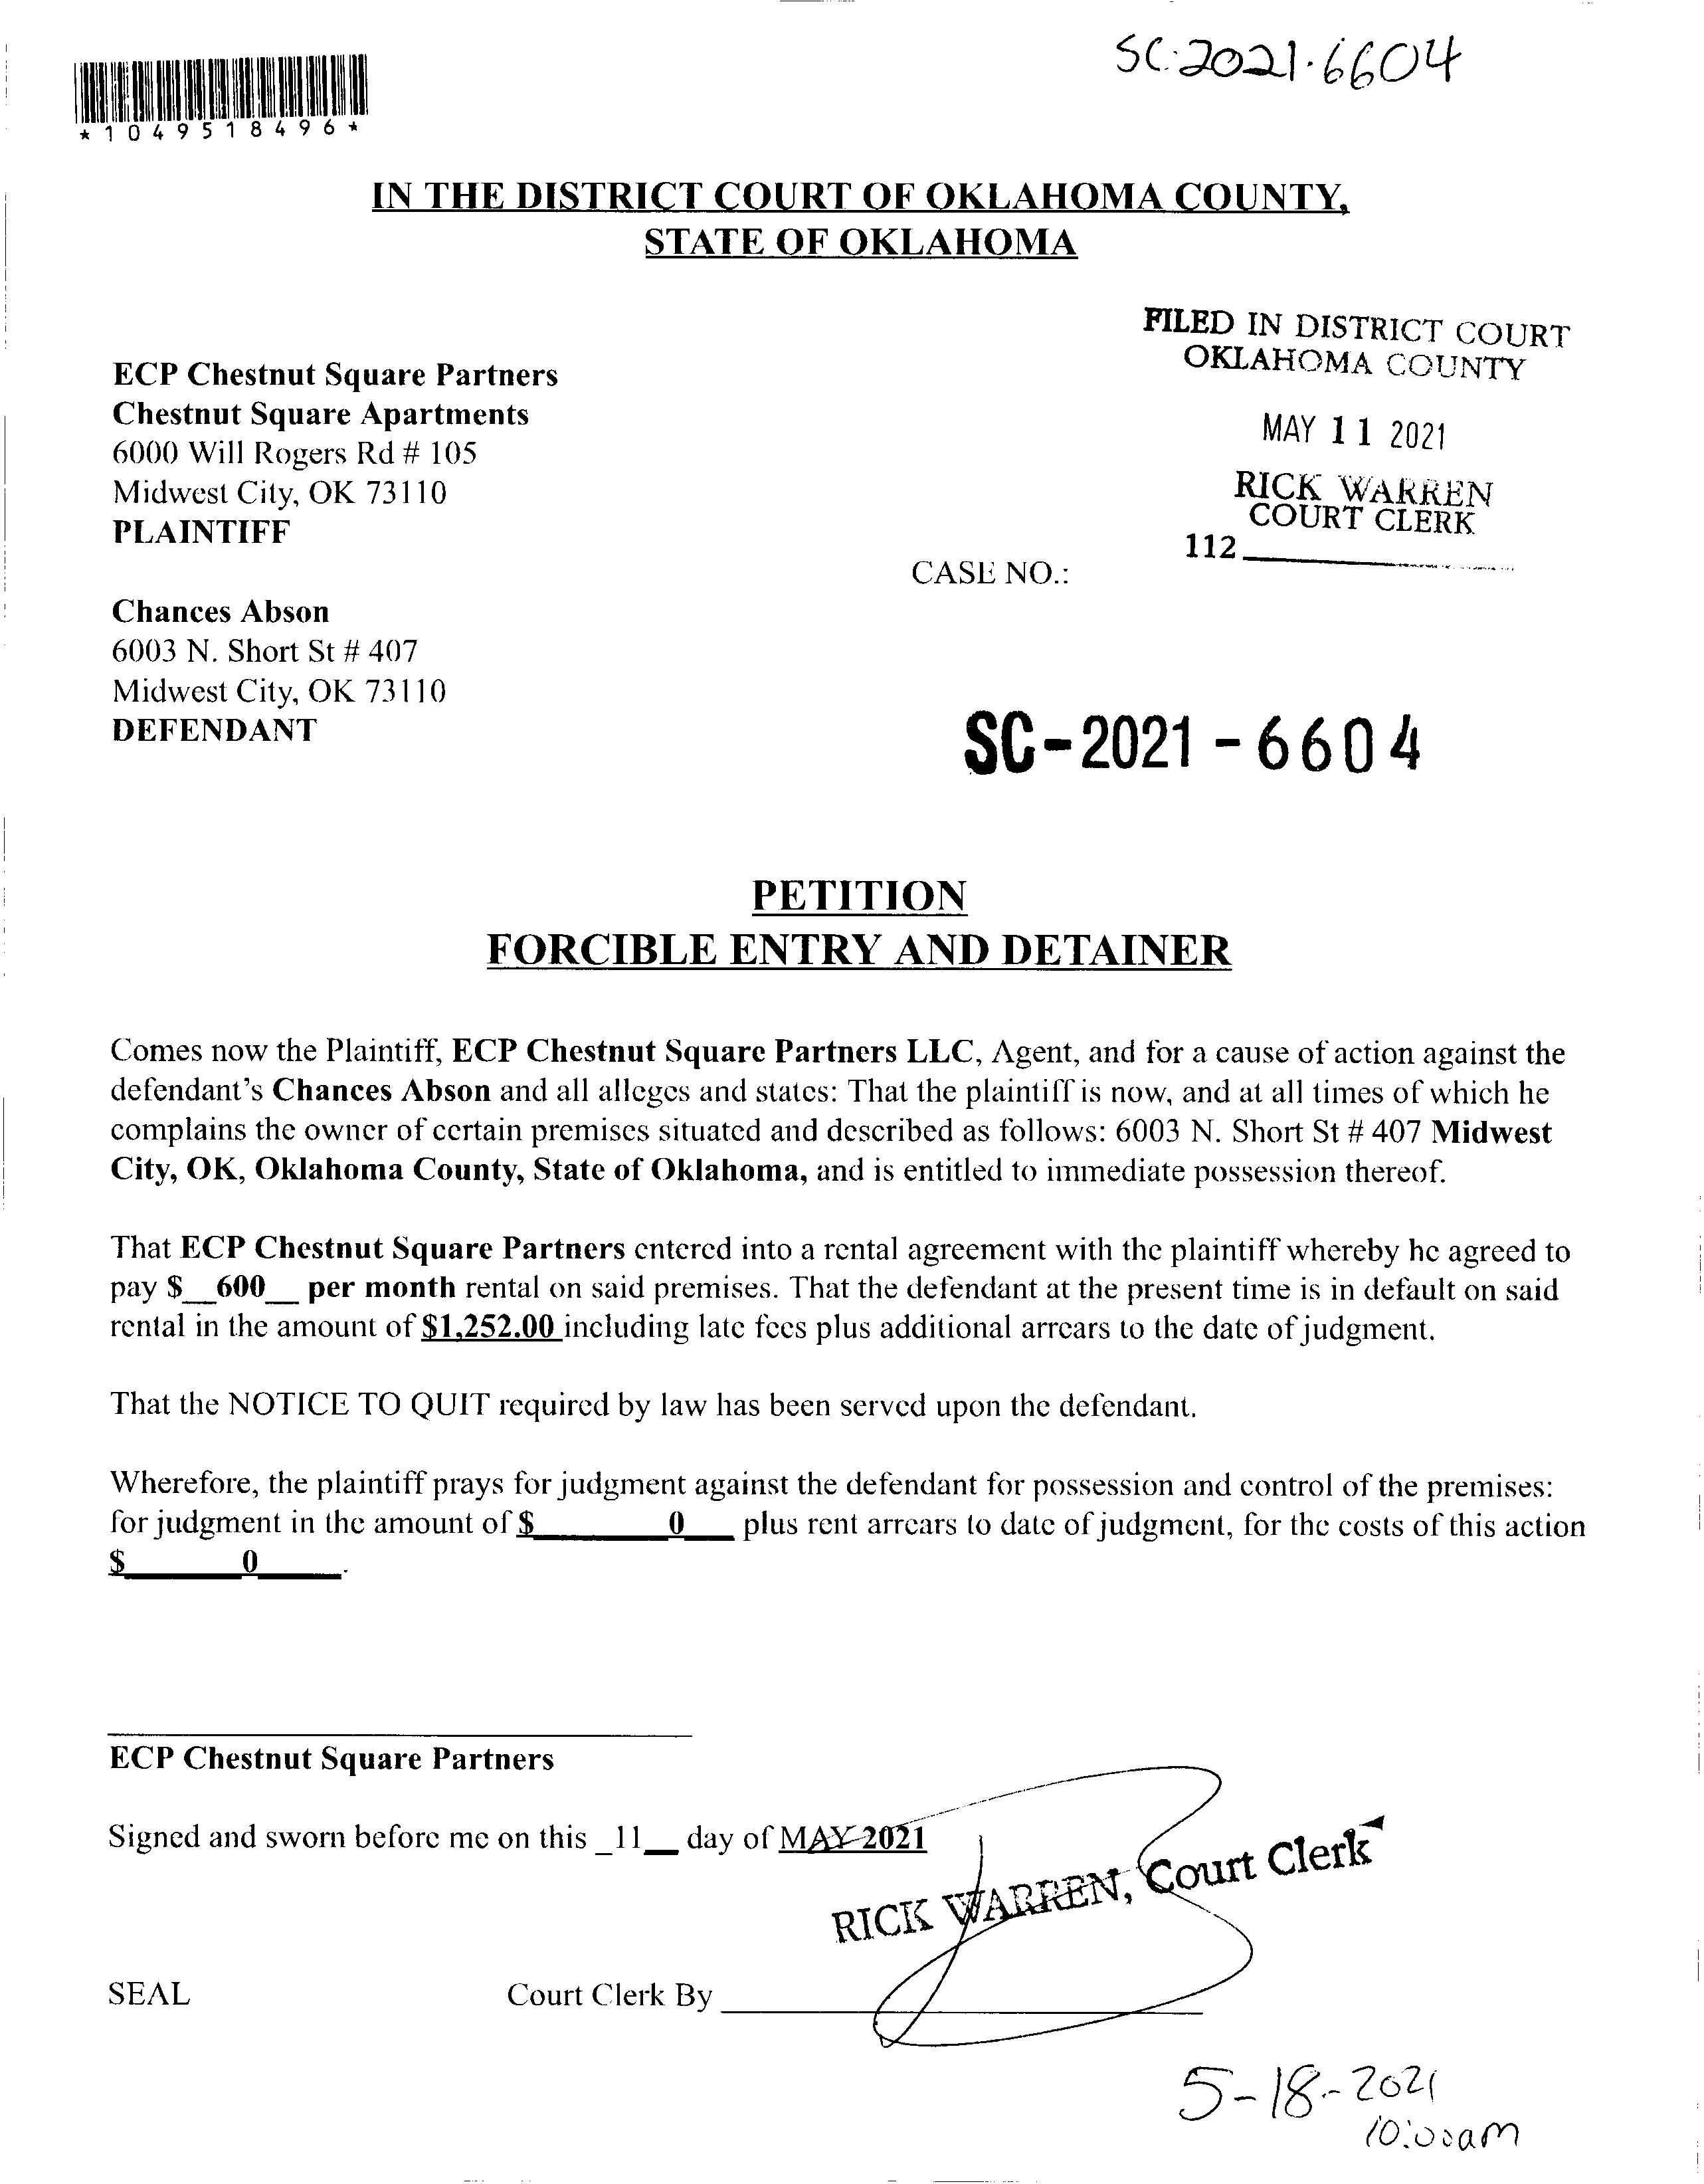 SC-2021-6604
*1049518496*
IN THE DISTRICT COURT OF OKLAHOMA COUNTY,
STATE OF OKLAHOMA
FILED IN DISTRICT COURT
OKLAHOMA COUNTY
MAY 11 2021
RICK WARREN
COURT CLERK
112
ECP Chestnut Square Partners
Chestnut Square Apartments
6000 Will Rogers Rd # 105
Midwest City, OK 73110
PLAINTIFF
CASE NO.:
Chances Abson
6003 N. Short St # 407
Midwest City, OK 73110
DEFENDANT
SC-2021-6604
PETITION
FORCIBLE ENTRY AND DETAINER
Comes now the Plaintiff, ECP Chestnut Square Partners LLC, Agent, and for a cause of action against the
defendant's Chances Abson and all alleges and states: That the plaintiff is now, and at all times of which he
complains the owner of certain premises situated and described as follows: 6003 N. Short St # 407 Midwest
City, OK, Oklahoma County, State of Oklahoma, and is entitled to immediate possession thereof.
That ECP Chestnut Square Partners entered into a rental agreement with the plaintiff whereby he agreed to
pay $__600__ per month rental on said premises. That the defendant at the present time is in default on said
rental in the amount of $1,252.00 including late fees plus additional arrears to the date of judgment.
That the NOTICE TO QUIT required by law has been served upon the defendant.
Wherefore, the plaintiff prays for judgment against the defendant for possession and control of the premises:
for judgment in the amount of $________0___ plus rent arrears to date of judgment, for the costs of this action
$_______0_____.
ECP Chestnut Square Partners
Signed and sworn before me on this _11__ day of MAY 2021
RICK WARREN, Court Clerk
SEAL
Court Clerk By
5-18-2021
10:00am